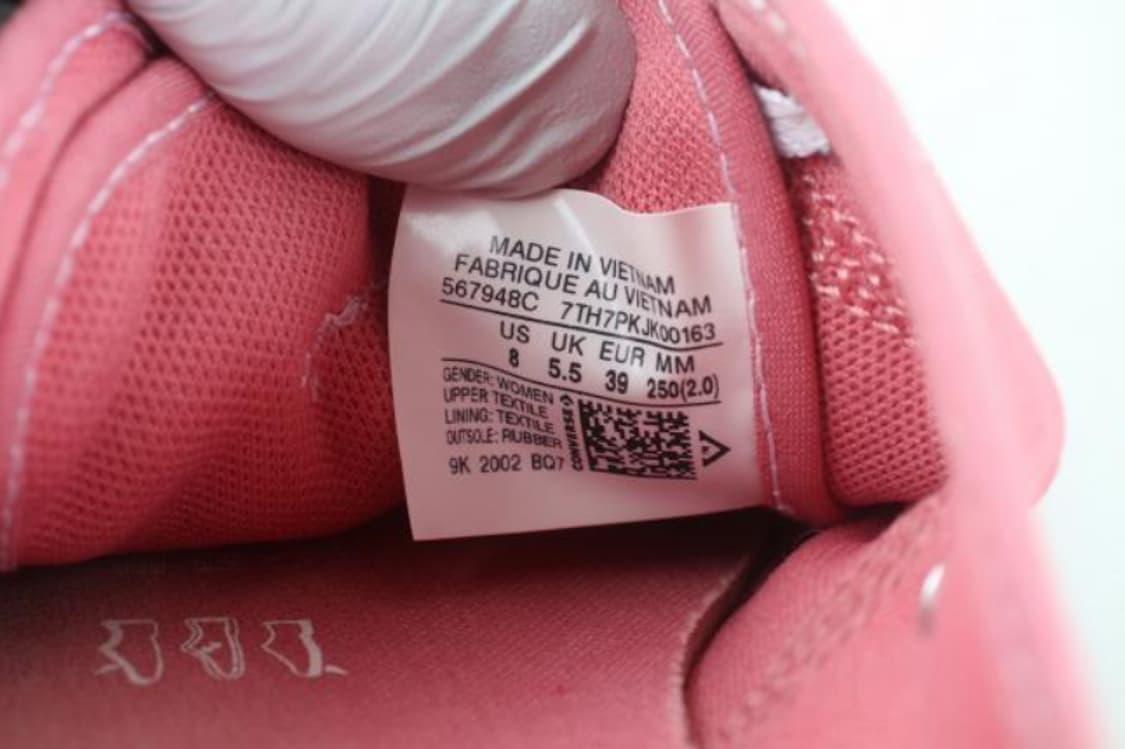 MADE IN VIETNAM
FABRIQUE AU VIETNAM
567948C 7TH7PKJK00163
US UK EUR MM
8 5.5 39 250(2.0)
GENDER: WOMEN
UPPER TEXTILE
LINING: TEXTILE
OUTSOLE: RUBBER
9K 2002 BQ7
CONVERSE